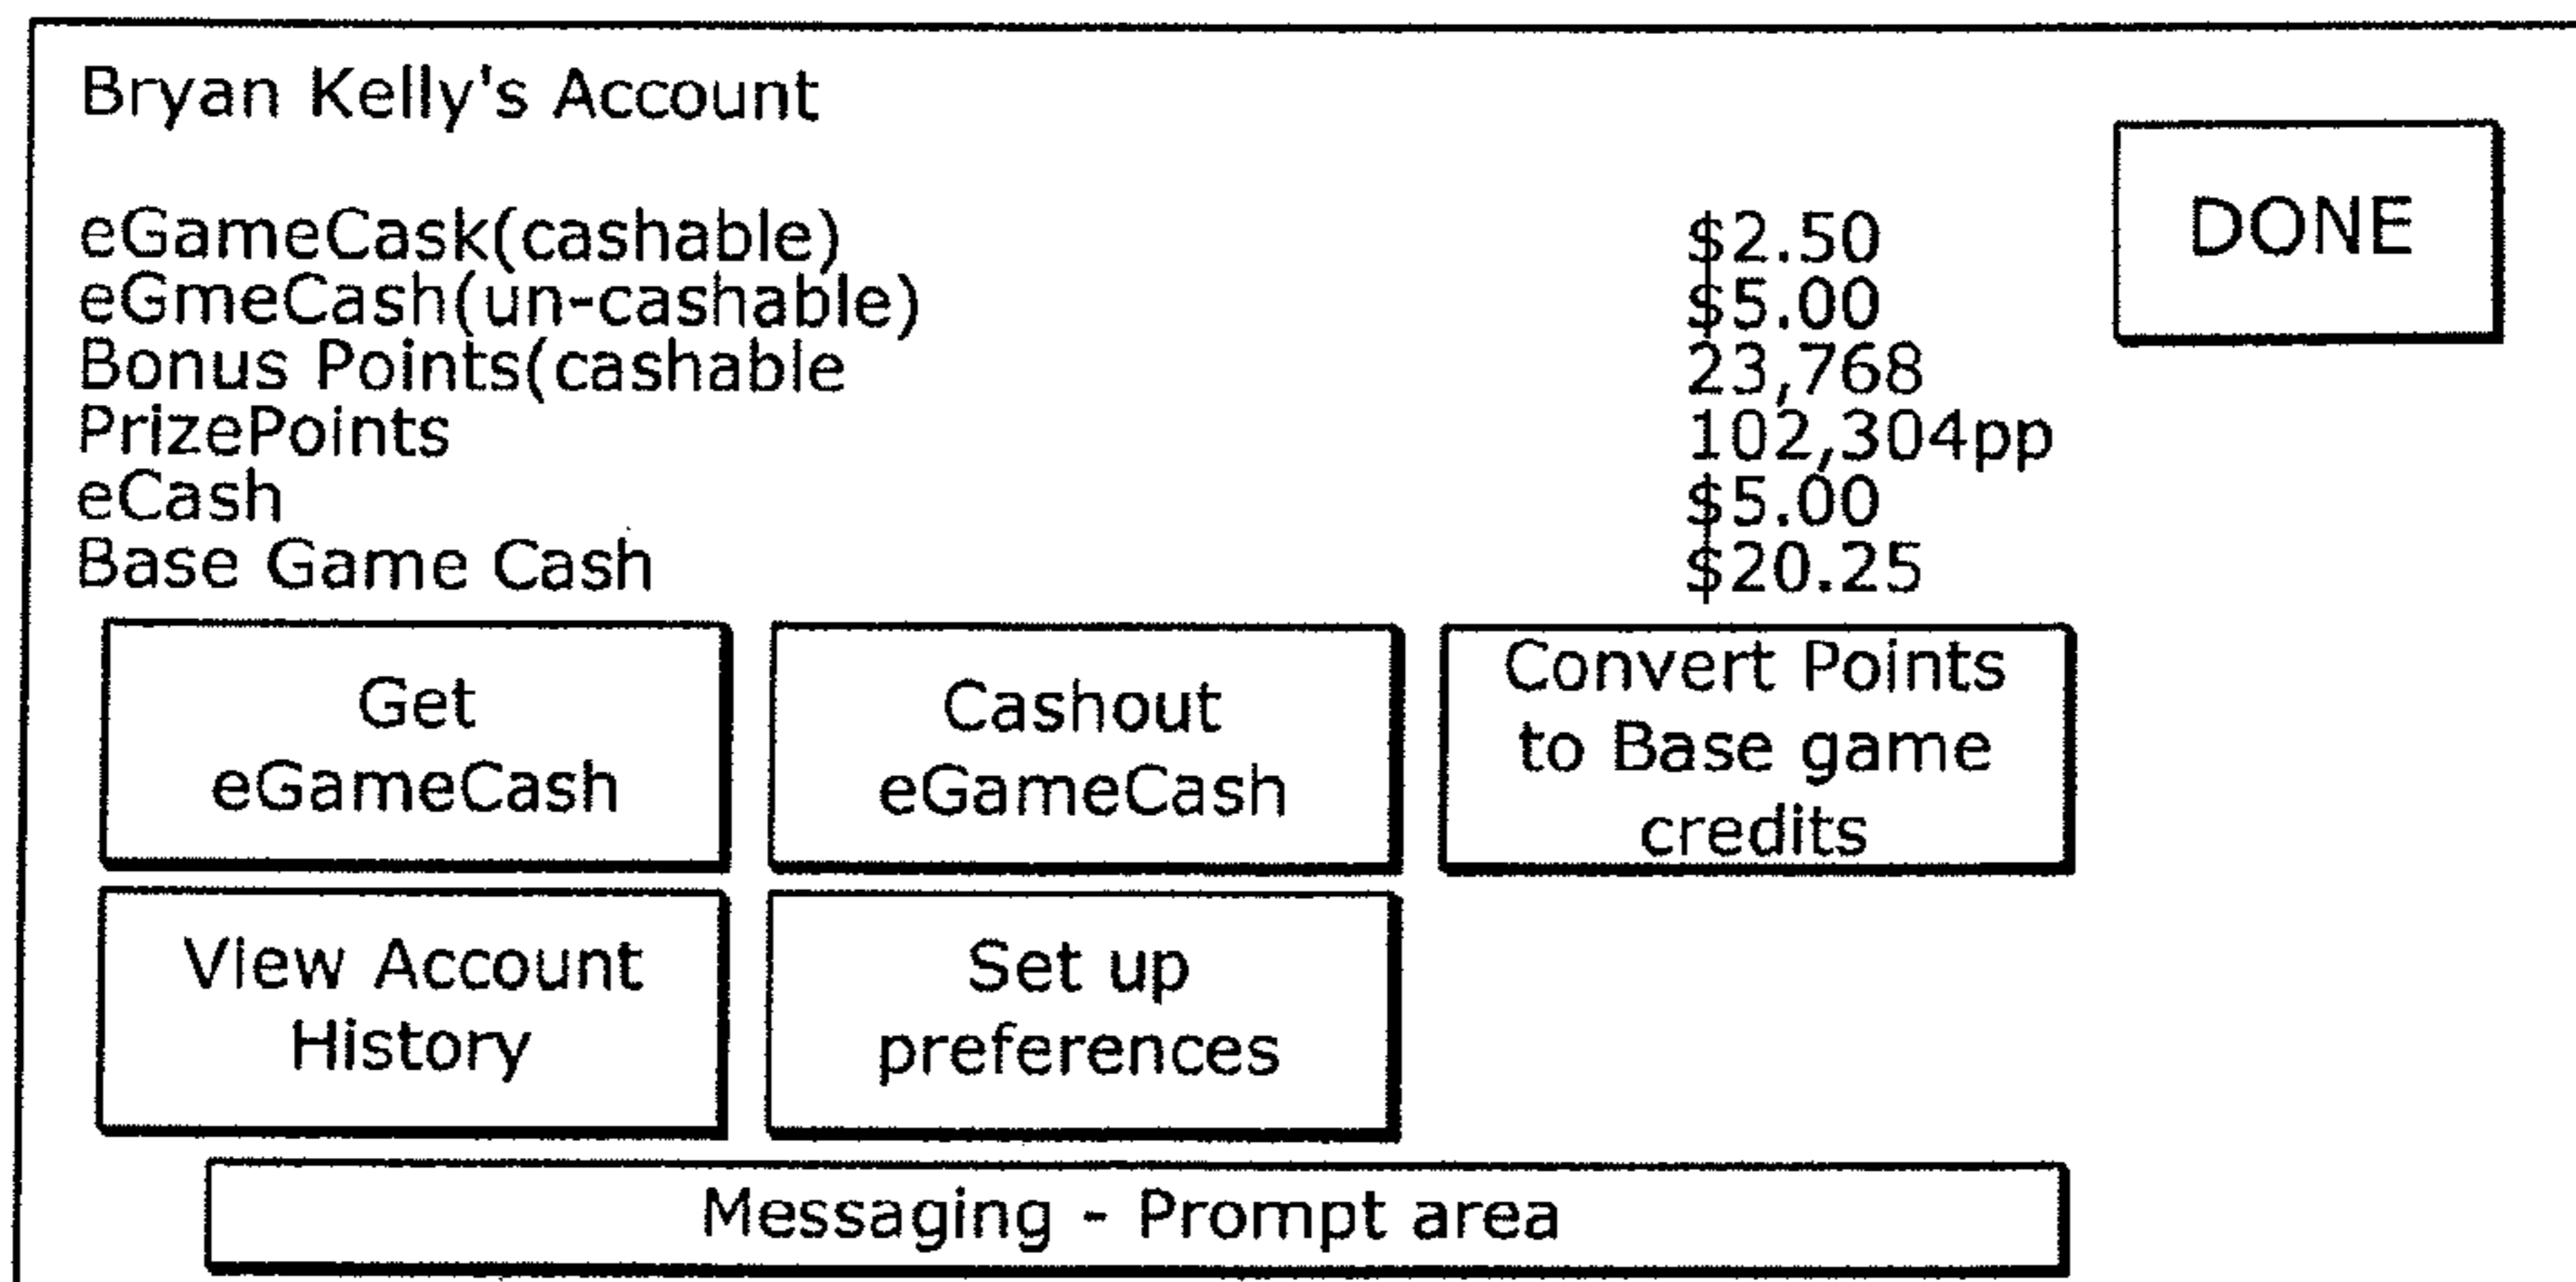 Bryan Kelly's Account
DONE
eGameCask(cashable) $2.50
eGmeCash(un-cashable) $5.00
Bonus Points(cashable 23,768
PrizePoints 102,304pp
eCash $5.00
Base Game Cash $20.25
Get
eGameCash
Cashout
eGameCash
Convert Points
to Base game
credits
View Account
History
Set up
preferences
Messaging - Prompt area